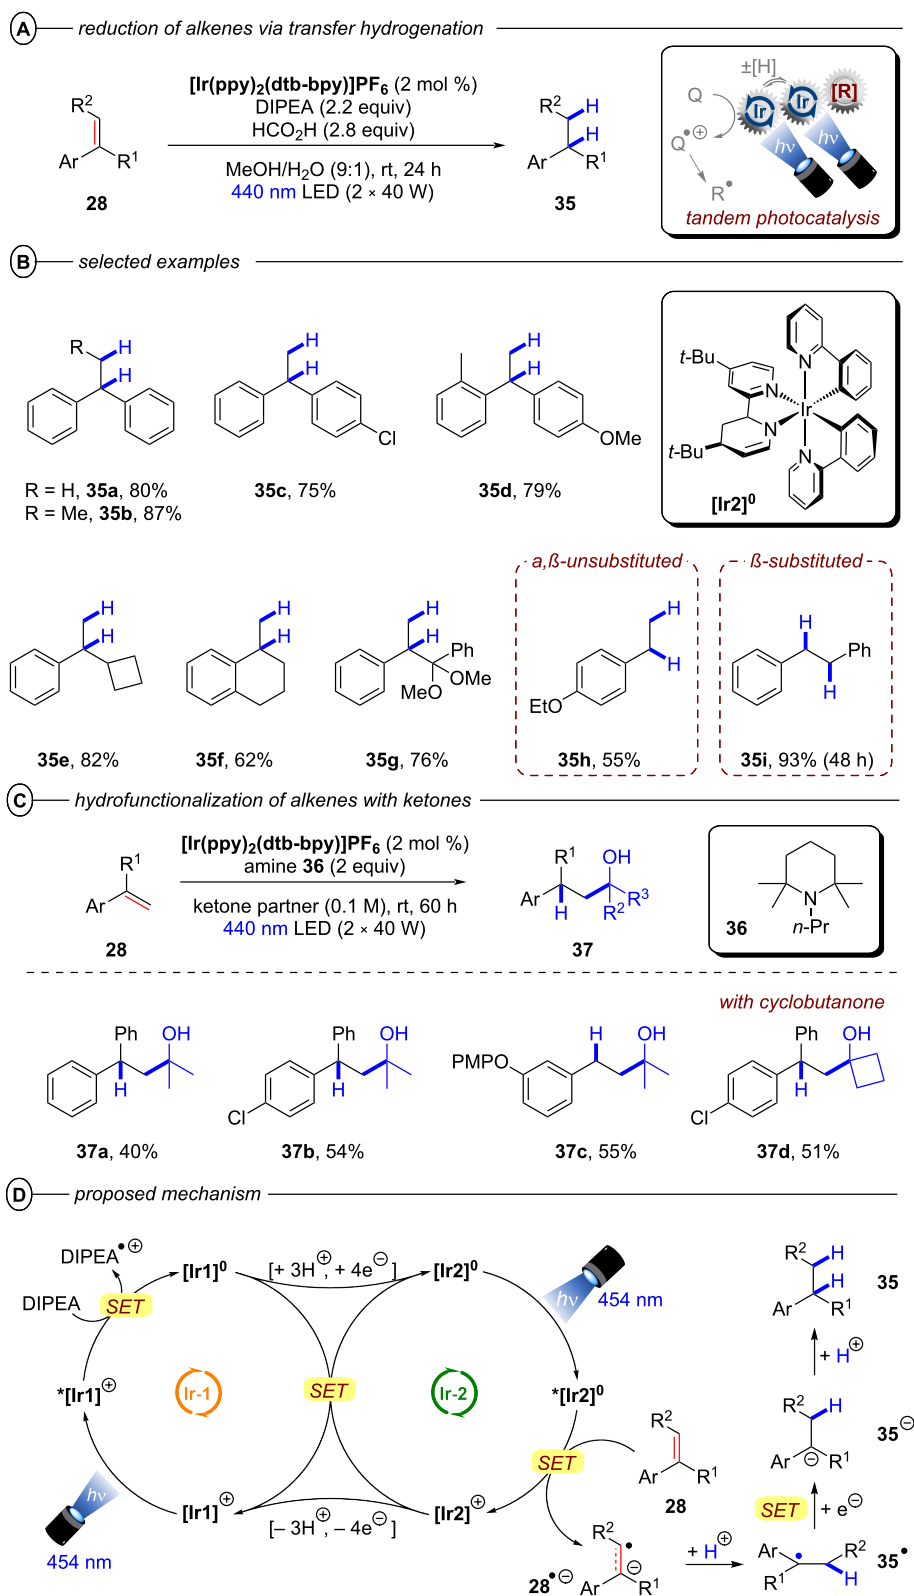 A reduction of alkenes via transfer hydrogenation
[Ir(ppy)2(dtb-bpy)]PF6 (2 mol %)
DIPEA (2.2 equiv)
HCO2H (2.8 equiv)
MeOH/H2O (9:1), rt, 24 h
440 nm LED (2 × 40 W)
R2
Ar R1
28
R2 H
H
Ar R1
35
±[H]
Q Ir Ir [R]
Q•⊕ hν hν
R•
tandem photocatalysis
B selected examples
R H
H
R = H, 35a, 80%
R = Me, 35b, 87%
H
H
Cl
35c, 75%
H
H
OMe
35d, 79%
t-Bu
N
N
Ir
N
N
t-Bu
[Ir2]0
H
H
35e, 82%
H
H
35f, 62%
H
H Ph
OMe
MeO
35g, 76%
a,ß-unsubstituted
H
H
EtO
35h, 55%
ß-substituted
H
Ph
H
35i, 93% (48 h)
C hydrofunctionalization of alkenes with ketones
[Ir(ppy)2(dtb-bpy)]PF6 (2 mol %)
amine 36 (2 equiv)
ketone partner (0.1 M), rt, 60 h
440 nm LED (2 × 40 W)
R1
Ar
28
R1 OH
Ar R3
H R2
37
36
N
n-Pr
with cyclobutanone
Ph OH
H
37a, 40%
Ph OH
H
Cl
37b, 54%
H OH
PMPO
37c, 55%
Ph OH
H
Cl
37d, 51%
D proposed mechanism
DIPEA•⊕
DIPEA
SET
[Ir1]0
[+ 3H⊕, + 4e⊖]
[Ir2]0
hν
454 nm
*[Ir1]⊕
Ir-1
SET
Ir-2
*[Ir2]0
hν
454 nm
[Ir1]⊕
[− 3H⊕, − 4e⊖]
[Ir2]⊕
SET
R2
Ar R1
28
R2 •
⊖
Ar R1
28•⊖
+ H⊕
Ar • R2
R1 H
35•
SET + e⊖
R2 H
Ar ⊖ R1
35⊖
+ H⊕
R2 H
H
Ar R1
35